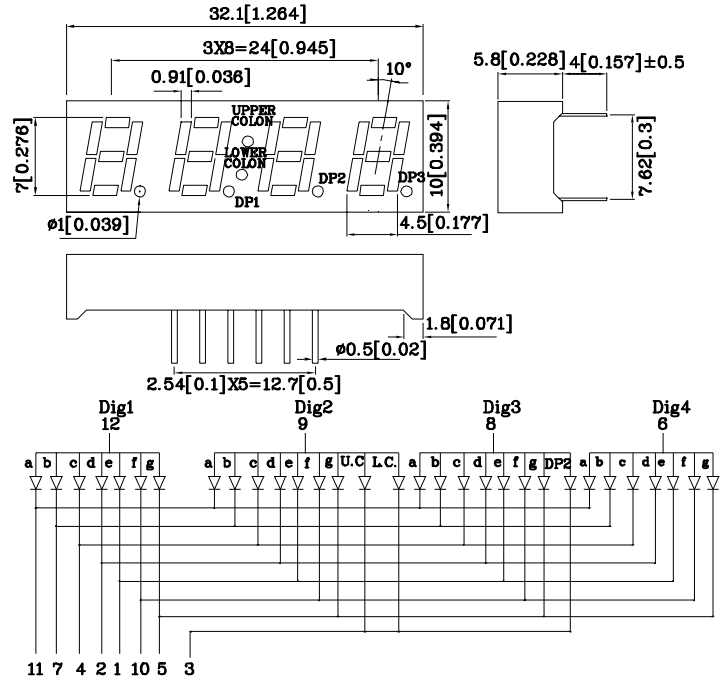 32.1[1.264]
3X8=24[0.945]
5.8[0.228]
4[0.157]±0.5
0.91[0.036]
10°
UPPER
COLON
LOWER
COLON
7[0.276]
10[0.394]
7.62[0.3]
DP1
DP2
DP3
ø1[0.039]
4.5[0.177]
1.8[0.071]
ø0.5[0.02]
2.54[0.1]X5=12.7[0.5]
Dig1 Dig2 Dig3 Dig4
12 9 8 6
a b c d e f g a b c d e f g U.C L.C. a b c d e f g DP2 a b c d e f g
11 7 4 2 1 10 5 3